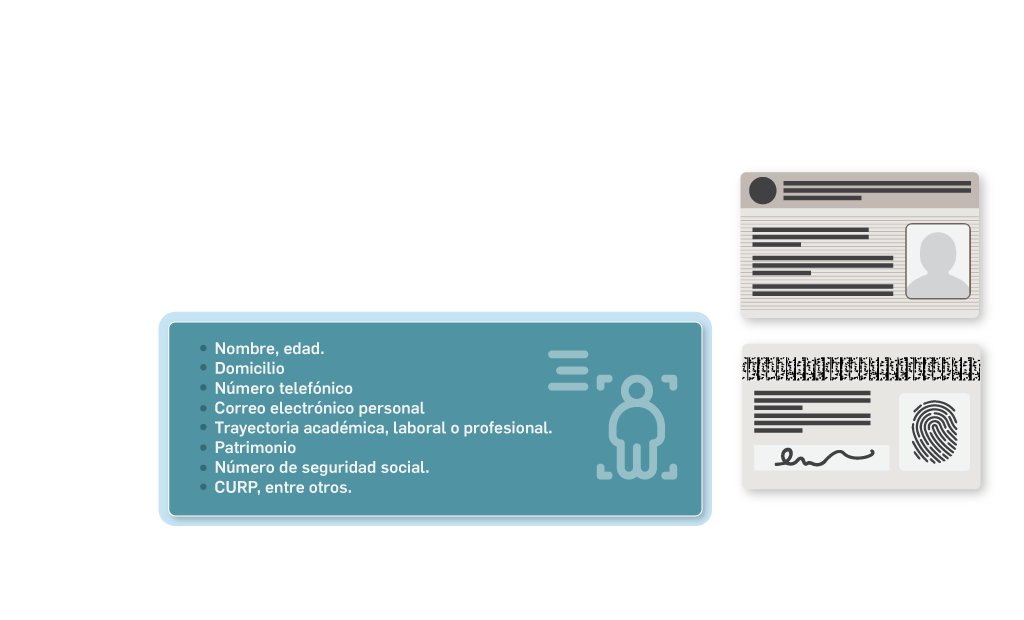 Nombre, edad.
Domicilio
Número telefónico
Correo electrónico personal
Trayectoria académica, laboral o profesional.
Patrimonio
Número de seguridad social.
CURP, entre otros.